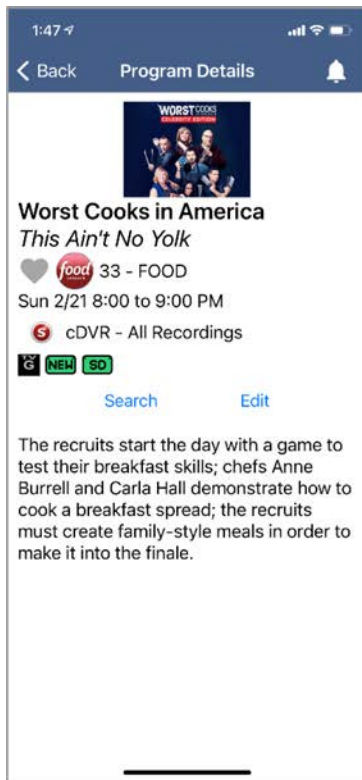 1:47
Back Program Details
WORST COOKS
CELEBRITY EDITION
Worst Cooks in America
This Ain't No Yolk
food 33 - FOOD
Sun 2/21 8:00 to 9:00 PM
S cDVR - All Recordings
TV G NEW SD
Search Edit
The recruits start the day with a game to
test their breakfast skills; chefs Anne
Burrell and Carla Hall demonstrate how to
cook a breakfast spread; the recruits
must create family-style meals in order to
make it into the finale.